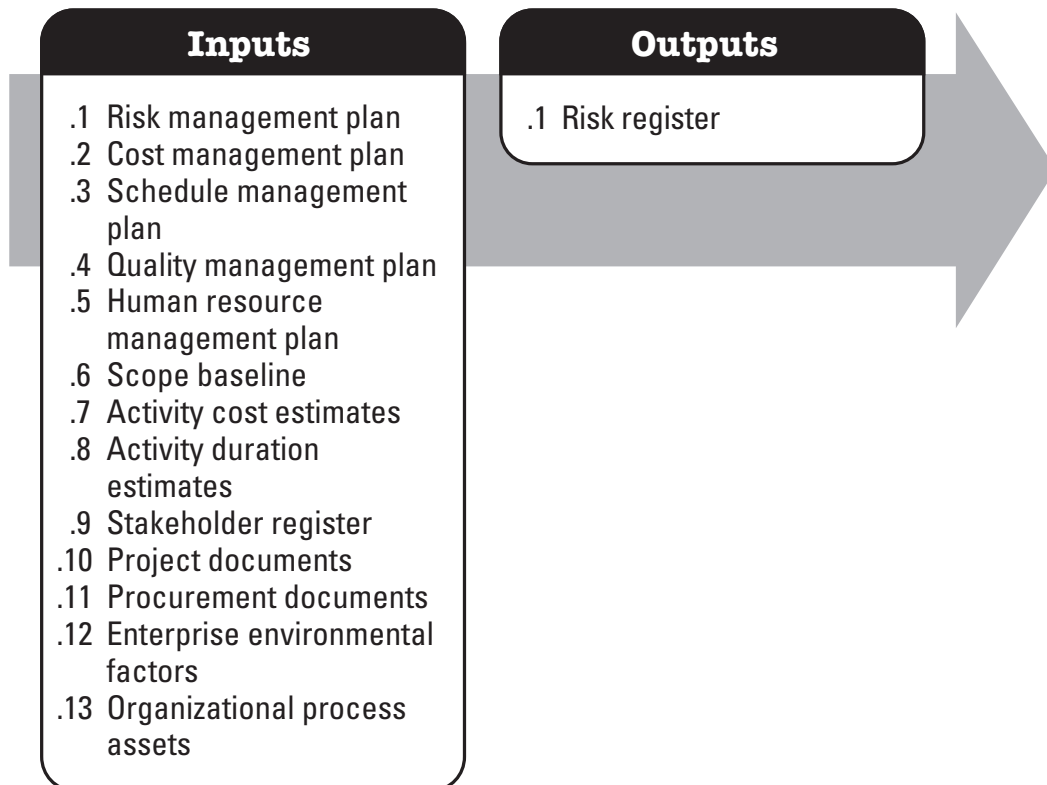 Inputs
.1 Risk management plan
.2 Cost management plan
.3 Schedule management
plan
.4 Quality management plan
.5 Human resource
management plan
.6 Scope baseline
.7 Activity cost estimates
.8 Activity duration
estimates
.9 Stakeholder register
.10 Project documents
.11 Procurement documents
.12 Enterprise environmental
factors
.13 Organizational process
assets
Outputs
.1 Risk register